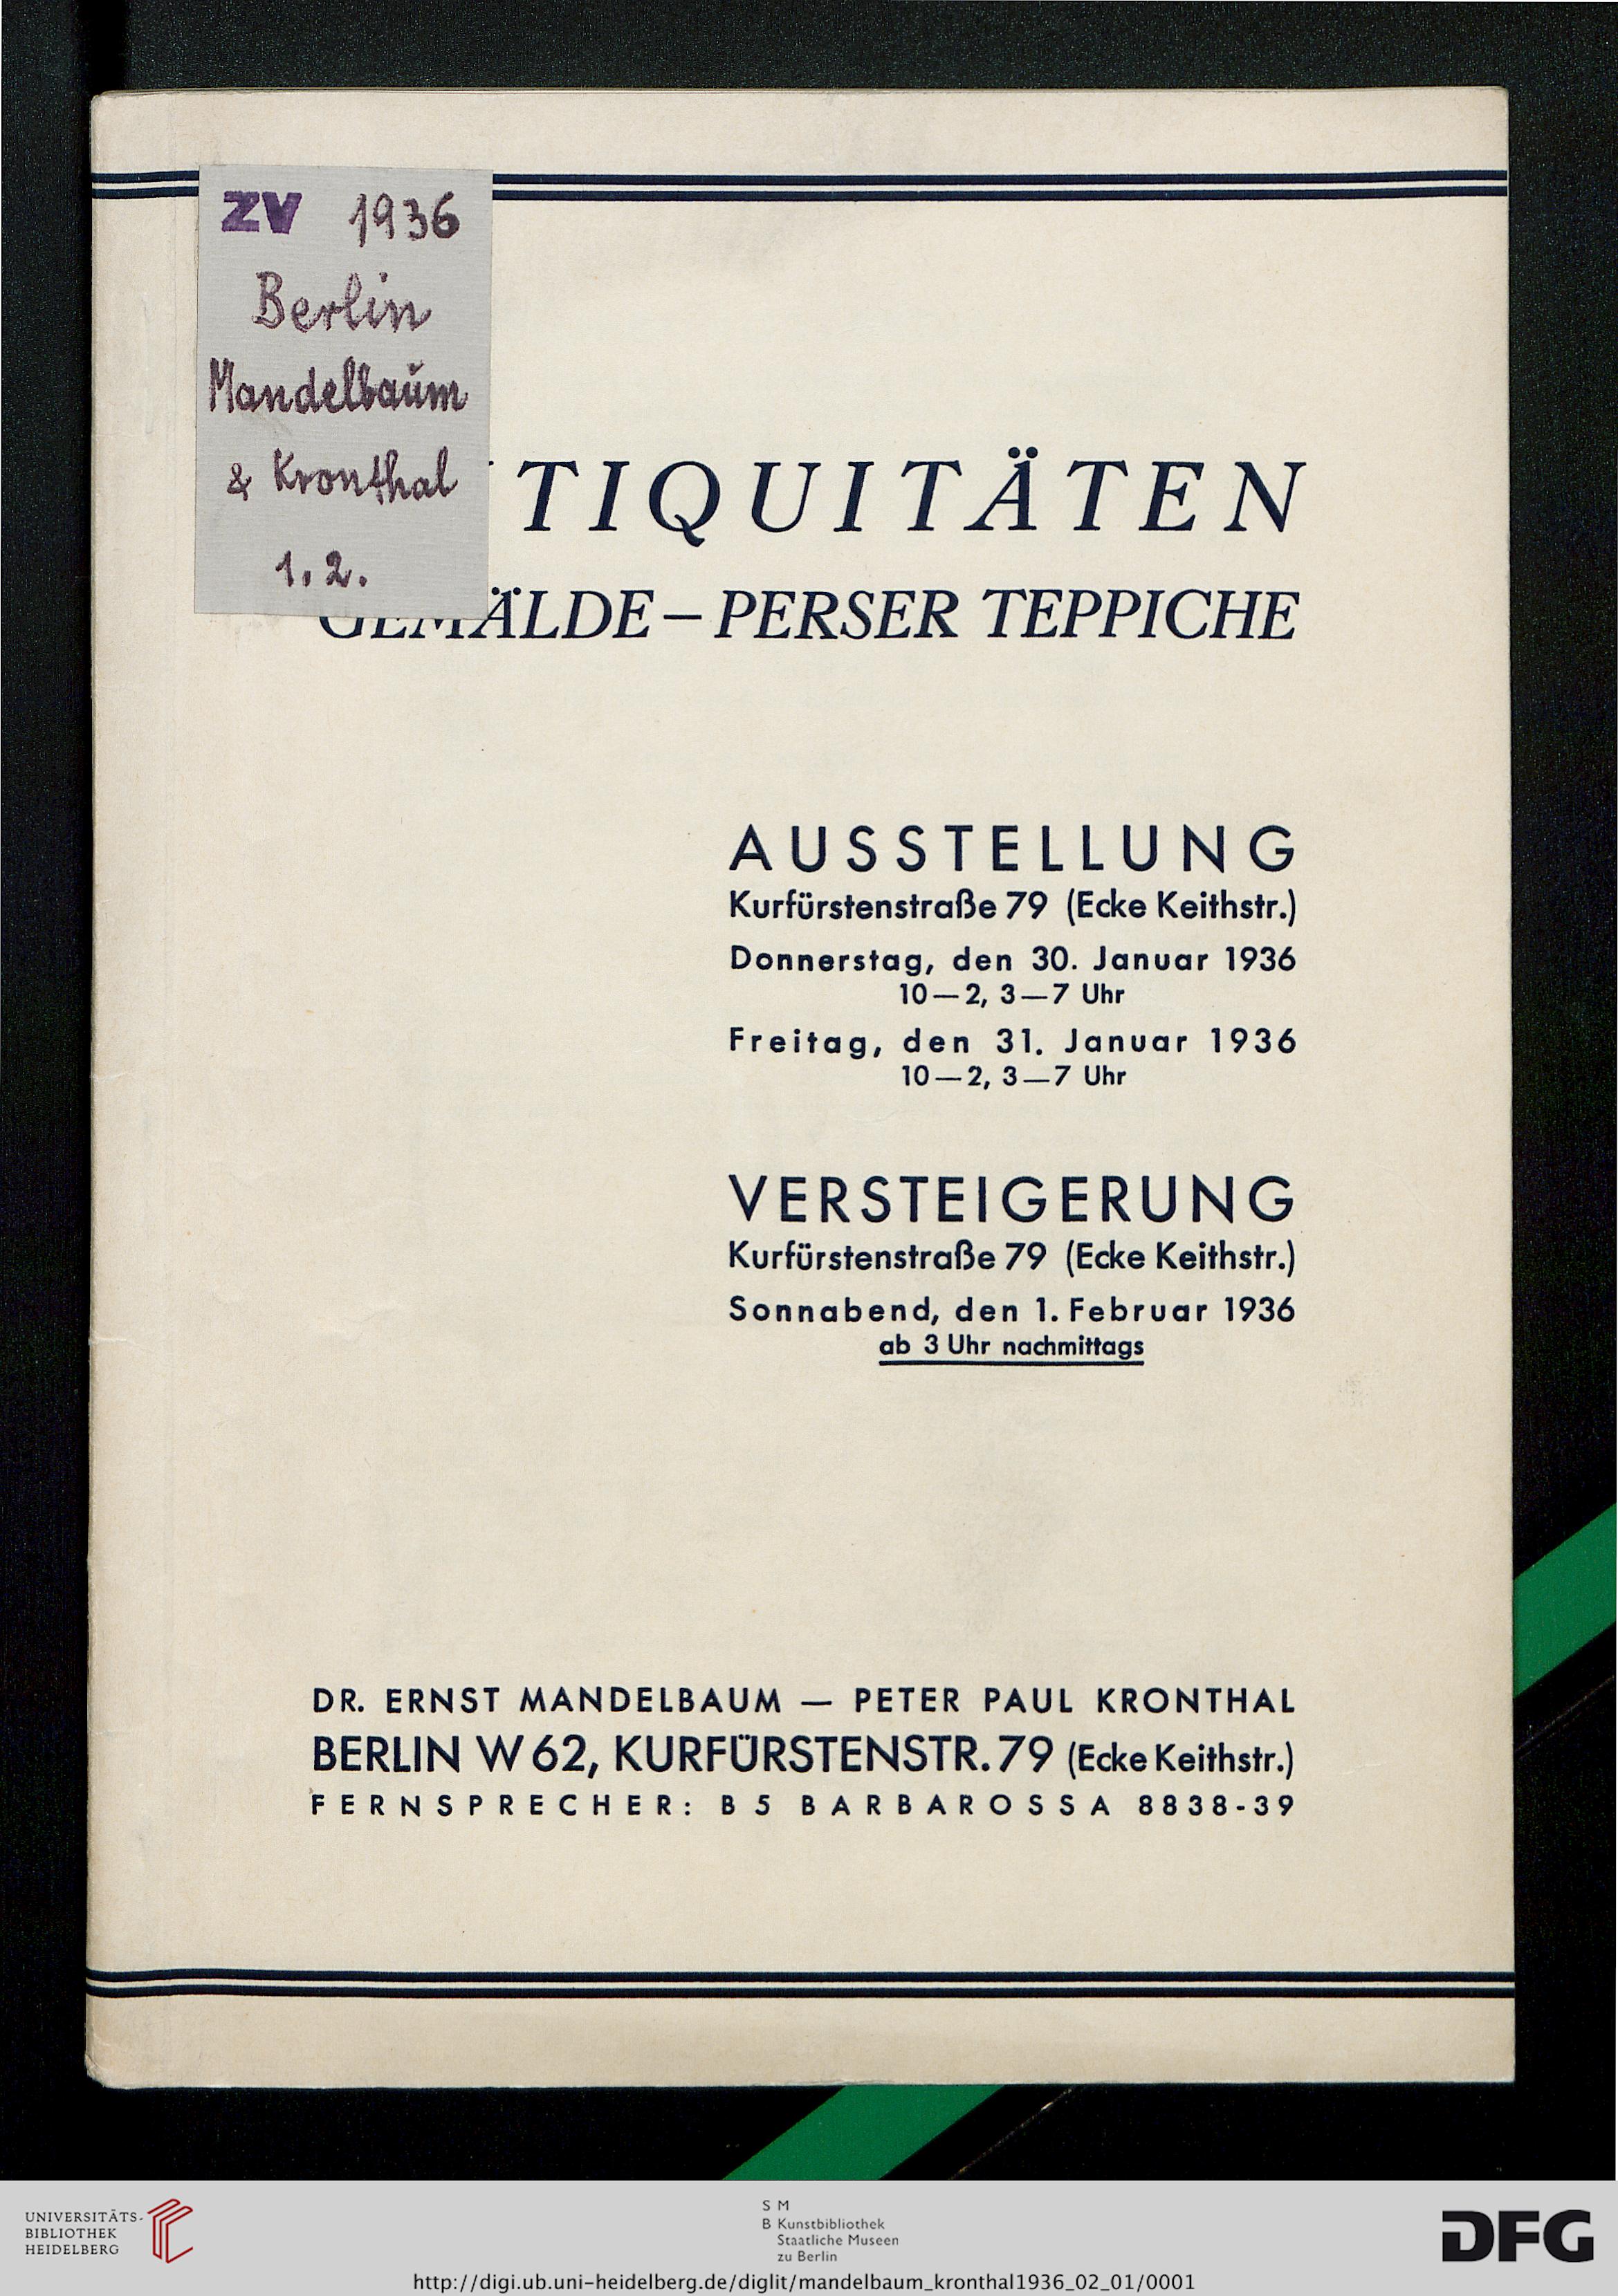 ZV 1936
Berlin
Mandelbaum
& Kronthal
1. 2.
TIQUITÄTEN
GEMÄLDE – PERSER TEPPICHE
AUSSTELLUNG
Kurfürstenstraße 79 (Ecke Keithstr.)
Donnerstag, den 30. Januar 1936
10 — 2, 3 — 7 Uhr
Freitag, den 31. Januar 1936
10 — 2, 3 — 7 Uhr
VERSTEIGERUNG
Kurfürstenstraße 79 (Ecke Keithstr.)
Sonnabend, den 1. Februar 1936
ab 3 Uhr nachmittags
DR. ERNST MANDELBAUM — PETER PAUL KRONTHAL
BERLIN W 62, KURFÜRSTENSTR. 79 (Ecke Keithstr.)
FERNSPRECHER: B 5 BARBAROSSA 8838-39
UNIVERSITÄTS-
BIBLIOTHEK
HEIDELBERG
S M
B Kunstbibliothek
Staatliche Museen
zu Berlin
DFG
http://digi.ub.uni-heidelberg.de/diglit/mandelbaum_kronthal1936_02_01/0001